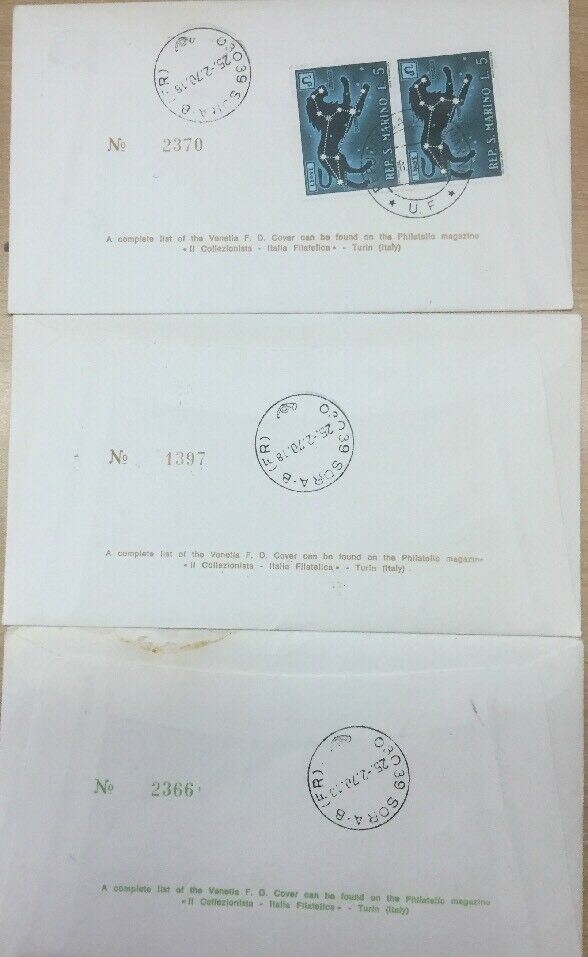 03039 SORA-B (FR)
25.-2.70.18
REP. S. MARINO L. 5
LEONE
REP. S. MARINO L. 5
LEONE
★ U. F. ★
№ 2370
A complete list of the Venetia F. D. Cover can be found on the Philatelic magazine
« Il Collezionista - Italia Filatelica » - Turin (Italy)
03039 SORA-B (FR)
25.-2.70.18
№ 1397
A complete list of the Venetia F. D. Cover can be found on the Philatelic magazine
« Il Collezionista - Italia Filatelica » - Turin (Italy)
03039 SORA-B (FR)
25.-2.70.
№ 2366
A complete list of the Venetia F. D. Cover can be found on the Philatelic magazine
« Il Collezionista - Italia Filatelica » - Turin (Italy)